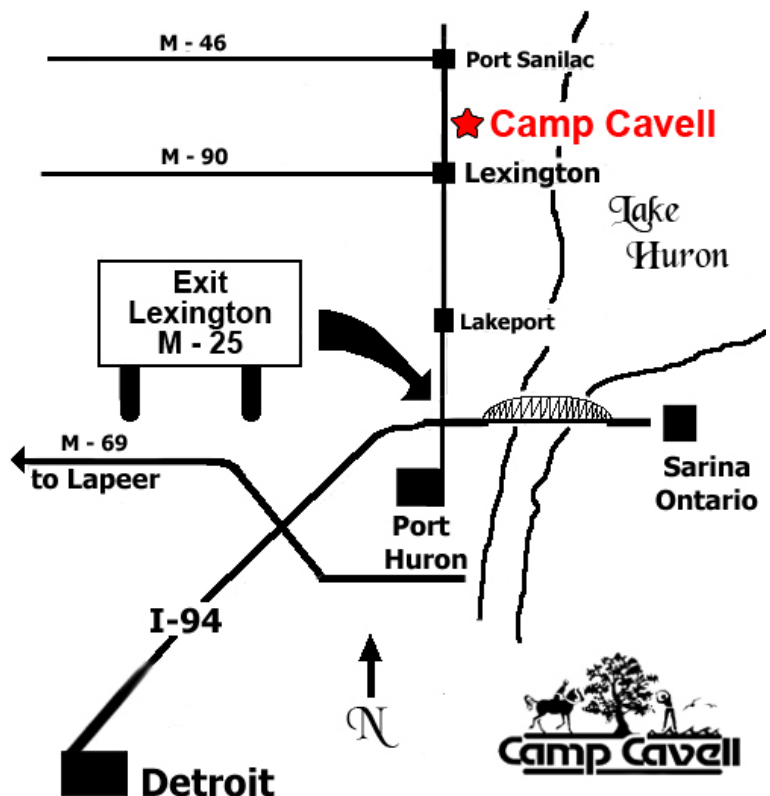 M - 46
Port Sanilac
Camp Cavell
M - 90
Lexington
Lake
Huron
Exit
Lexington
M - 25
Lakeport
M - 69
to Lapeer
Sarina
Ontario
Port
Huron
I-94
N
Camp Cavell
Detroit